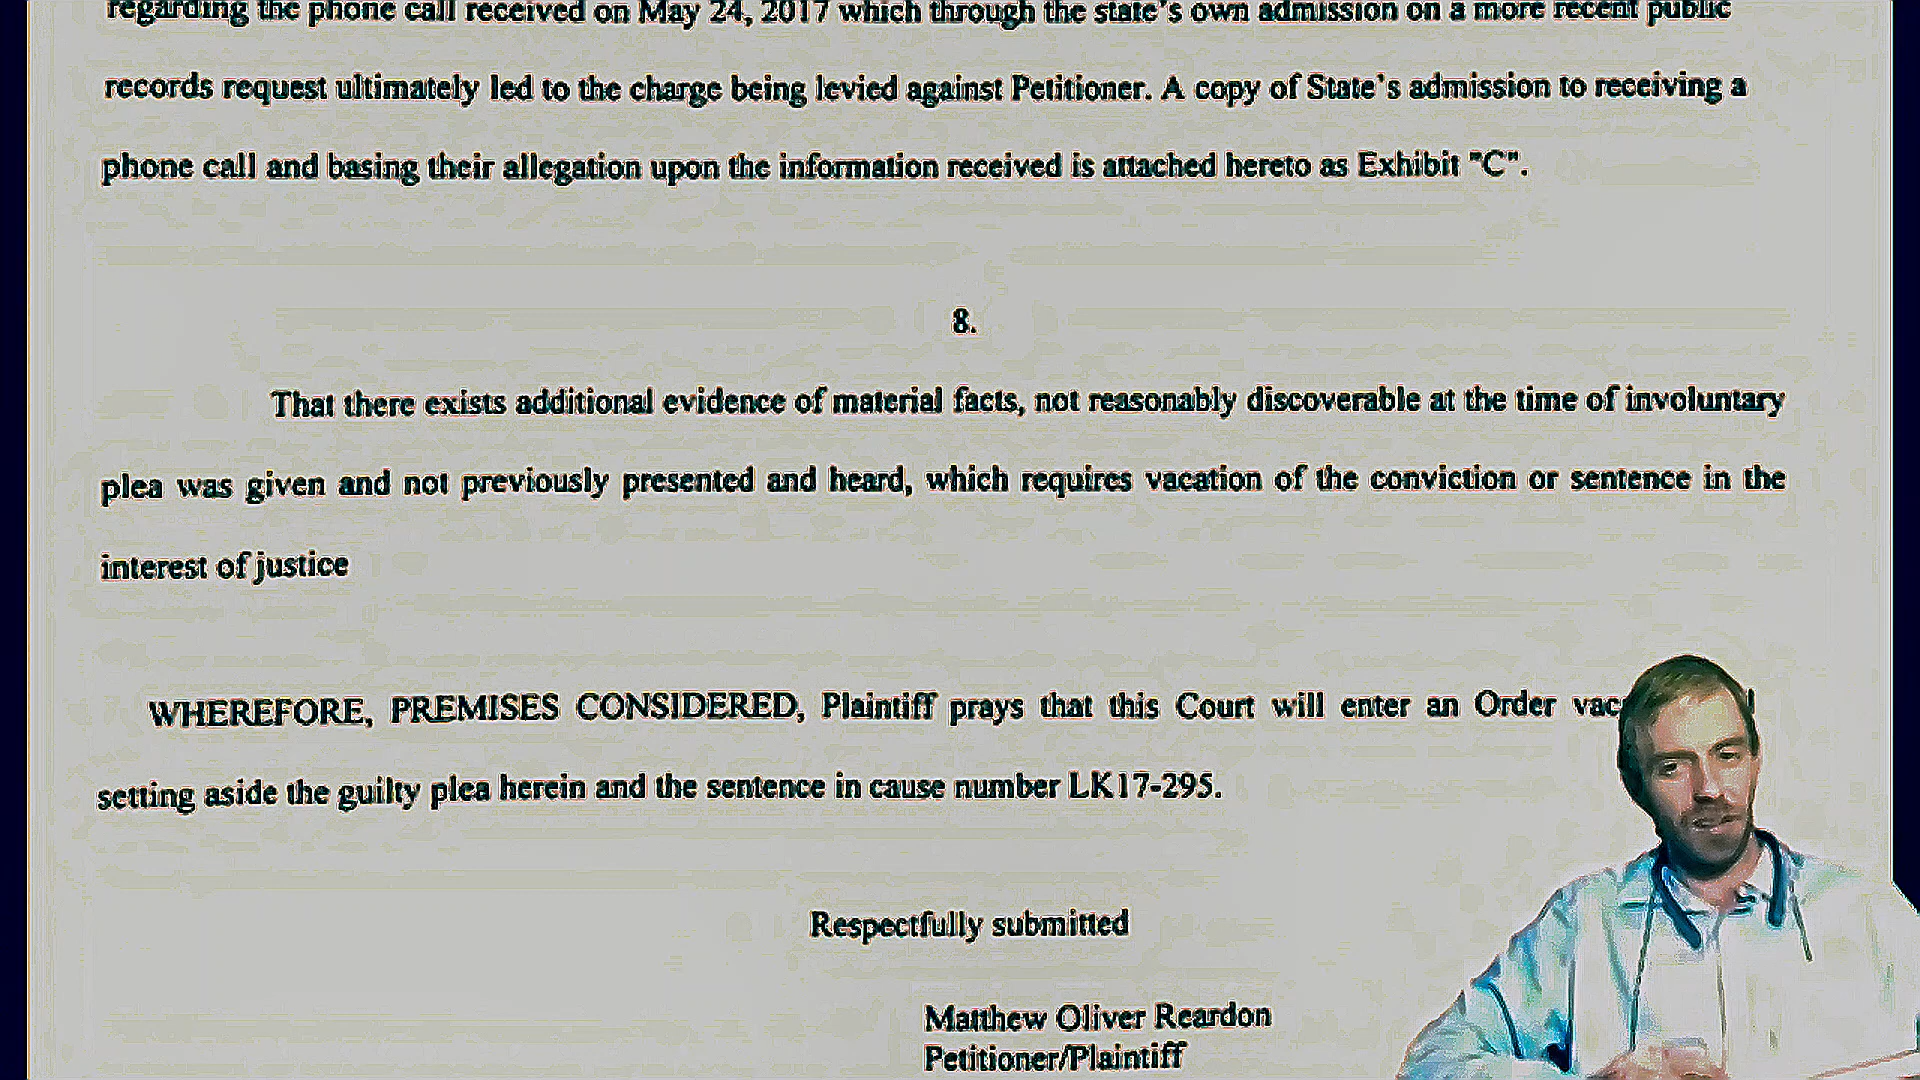 regarding the phone call received on May 24, 2017 which through the state's own admission on a more recent public
records request ultimately led to the charge being levied against Petitioner. A copy of State's admission to receiving a
phone call and basing their allegation upon the information received is attached hereto as Exhibit "C".
8.
That there exists additional evidence of material facts, not reasonably discoverable at the time of involuntary
plea was given and not previously presented and heard, which requires vacation of the conviction or sentence in the
interest of justice
WHEREFORE, PREMISES CONSIDERED, Plaintiff prays that this Court will enter an Order
setting aside the guilty plea herein and the sentence in cause number LK17-295.
Respectfully submitted
Matthew Oliver Reardon
Petitioner/Plaintiff